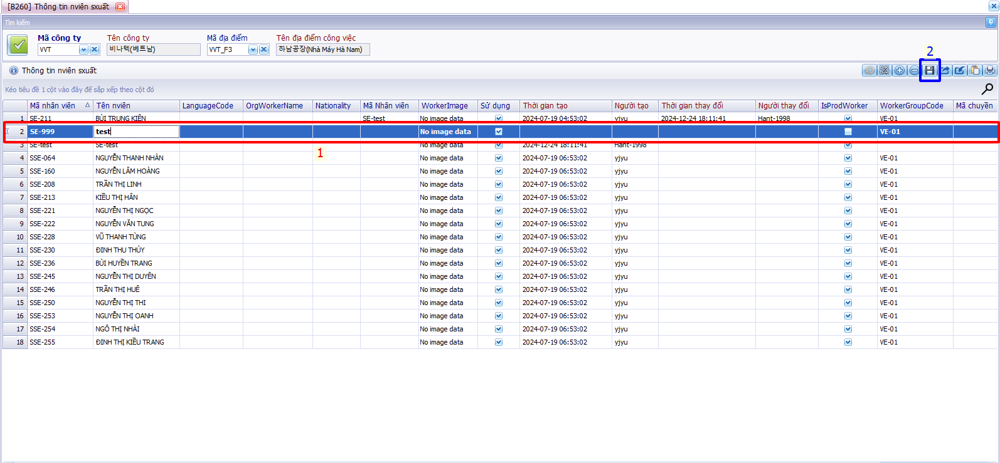 [B260] Thông tin nviên sxuất
Tìm kiếm
Mã công ty Tên công ty Mã địa điểm Tên địa điểm công việc
VVT 비나텍(베트남) VVT_F3 하남공장(Nhà Máy Hà Nam)
2
Thông tin nviên sxuất
Kéo tiêu đề 1 cột vào đây để sắp xếp theo cột đó
Mã nhân viên Tên nviên LanguageCode OrgWorkerName Nationality Mã Nhân viên WorkerImage Sử dụng Thời gian tạo Người tạo Thời gian thay đổi Người thay đổi IsProdWorker WorkerGroupCode Mã chuyền
1 SE-211 BÙI TRUNG KIÊN SE-test No image data 2024-07-19 04:53:02 yjyu 2024-12-24 18:11:41 Hant-1998 VE-01
2 SE-999 test No image data VE-01
3 SE-test SE-test No image data 2024-12-24 18:11:41 Hant-1998
1
4 SSE-064 NGUYỄN THANH NHÀN No image data 2024-07-19 06:53:02 yjyu VE-01
5 SSE-160 NGUYỄN LÂM HOÀNG No image data 2024-07-19 06:53:02 yjyu VE-01
6 SSE-208 TRẦN THỊ LINH No image data 2024-07-19 06:53:02 yjyu VE-01
7 SSE-213 KIỀU THỊ HÂN No image data 2024-07-19 06:53:02 yjyu VE-01
8 SSE-221 NGUYỄN THỊ NGỌC No image data 2024-07-19 06:53:02 yjyu VE-01
9 SSE-222 NGUYỄN VĂN TUNG No image data 2024-07-19 06:53:02 yjyu VE-01
10 SSE-228 VŨ THANH TÙNG No image data 2024-07-19 06:53:02 yjyu VE-01
11 SSE-230 ĐINH THU THỦY No image data 2024-07-19 06:53:02 yjyu VE-01
12 SSE-236 BÙI HUYỀN TRANG No image data 2024-07-19 06:53:02 yjyu VE-01
13 SSE-245 NGUYỄN THỊ DUYÊN No image data 2024-07-19 06:53:02 yjyu VE-01
14 SSE-246 TRẦN THỊ HUÊ No image data 2024-07-19 06:53:02 yjyu VE-01
15 SSE-250 NGUYỄN THỊ THI No image data 2024-07-19 06:53:02 yjyu VE-01
16 SSE-253 NGUYỄN THỊ OANH No image data 2024-07-19 06:53:02 yjyu VE-01
17 SSE-254 NGÔ THỊ NHÀI No image data 2024-07-19 06:53:02 yjyu VE-01
18 SSE-255 ĐINH THỊ KIỀU TRANG No image data 2024-07-19 06:53:02 yjyu VE-01